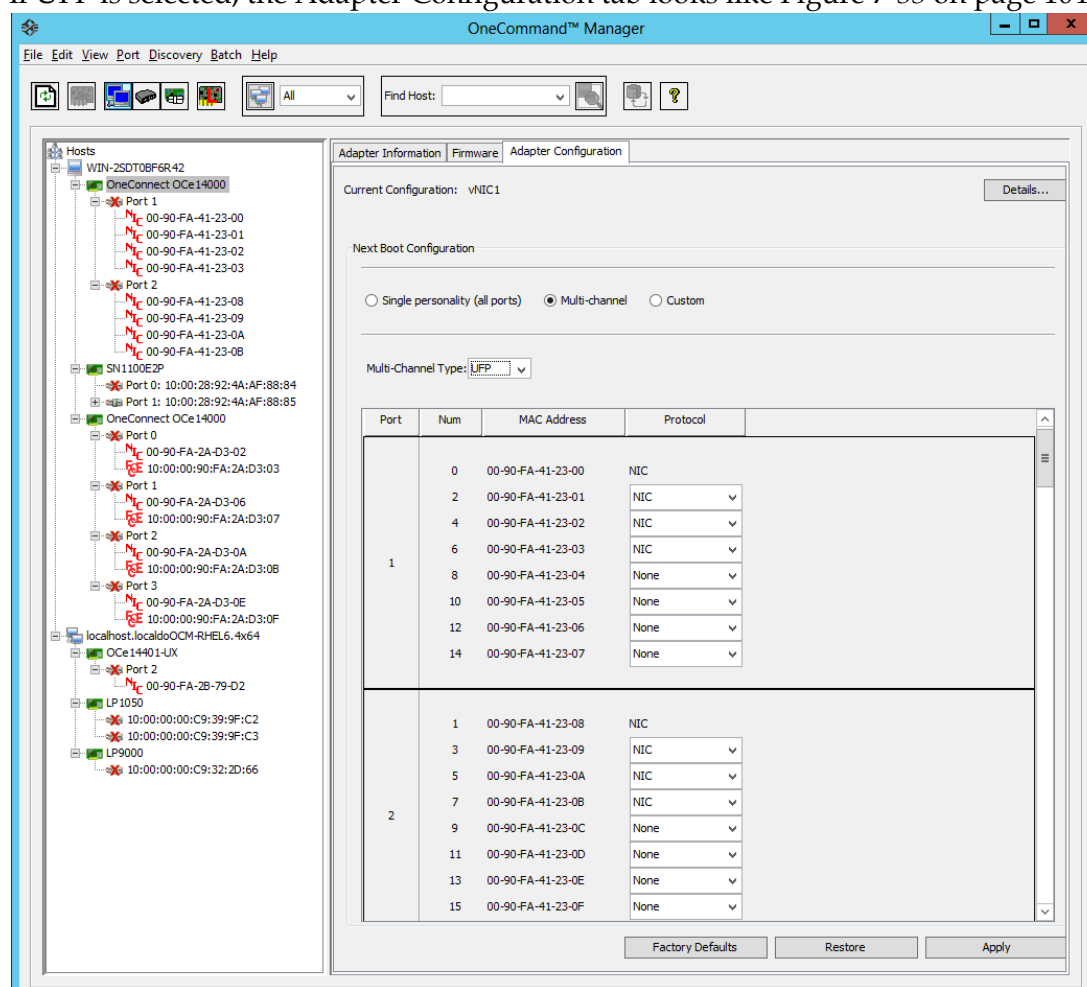 if UFP is selected, the Adapter Configuration tab looks like Figure 7-55 on page 161
OneCommand™ Manager
File Edit View Port Discovery Batch Help
All
Find Host:
Hosts
WIN-2SDT0BF6R42
OneConnect OCe14000
Port 1
NIC 00-90-FA-41-23-00
NIC 00-90-FA-41-23-01
NIC 00-90-FA-41-23-02
NIC 00-90-FA-41-23-03
Port 2
NIC 00-90-FA-41-23-08
NIC 00-90-FA-41-23-09
NIC 00-90-FA-41-23-0A
NIC 00-90-FA-41-23-0B
SN1100E2P
Port 0: 10:00:28:92:4A:AF:88:84
Port 1: 10:00:28:92:4A:AF:88:85
OneConnect OCe14000
Port 0
NIC 00-90-FA-2A-D3-02
FCoE 10:00:00:90:FA:2A:D3:03
Port 1
NIC 00-90-FA-2A-D3-06
FCoE 10:00:00:90:FA:2A:D3:07
Port 2
NIC 00-90-FA-2A-D3-0A
FCoE 10:00:00:90:FA:2A:D3:0B
Port 3
NIC 00-90-FA-2A-D3-0E
FCoE 10:00:00:90:FA:2A:D3:0F
localhost.localdoOCM-RHEL6.4x64
OCe14401-UX
Port 2
NIC 00-90-FA-2B-79-D2
LP1050
10:00:00:00:C9:39:9F:C2
10:00:00:00:C9:39:9F:C3
LP9000
10:00:00:00:C9:32:2D:66
Adapter Information Firmware Adapter Configuration
Current Configuration: vNIC1 Details...
Next Boot Configuration
Single personality (all ports) Multi-channel Custom
Multi-Channel Type: UFP
Port Num MAC Address Protocol
0 00-90-FA-41-23-00 NIC
2 00-90-FA-41-23-01 NIC
4 00-90-FA-41-23-02 NIC
6 00-90-FA-41-23-03 NIC
1
8 00-90-FA-41-23-04 None
10 00-90-FA-41-23-05 None
12 00-90-FA-41-23-06 None
14 00-90-FA-41-23-07 None
1 00-90-FA-41-23-08 NIC
3 00-90-FA-41-23-09 NIC
5 00-90-FA-41-23-0A NIC
7 00-90-FA-41-23-0B NIC
2
9 00-90-FA-41-23-0C None
11 00-90-FA-41-23-0D None
13 00-90-FA-41-23-0E None
15 00-90-FA-41-23-0F None
Factory Defaults Restore Apply